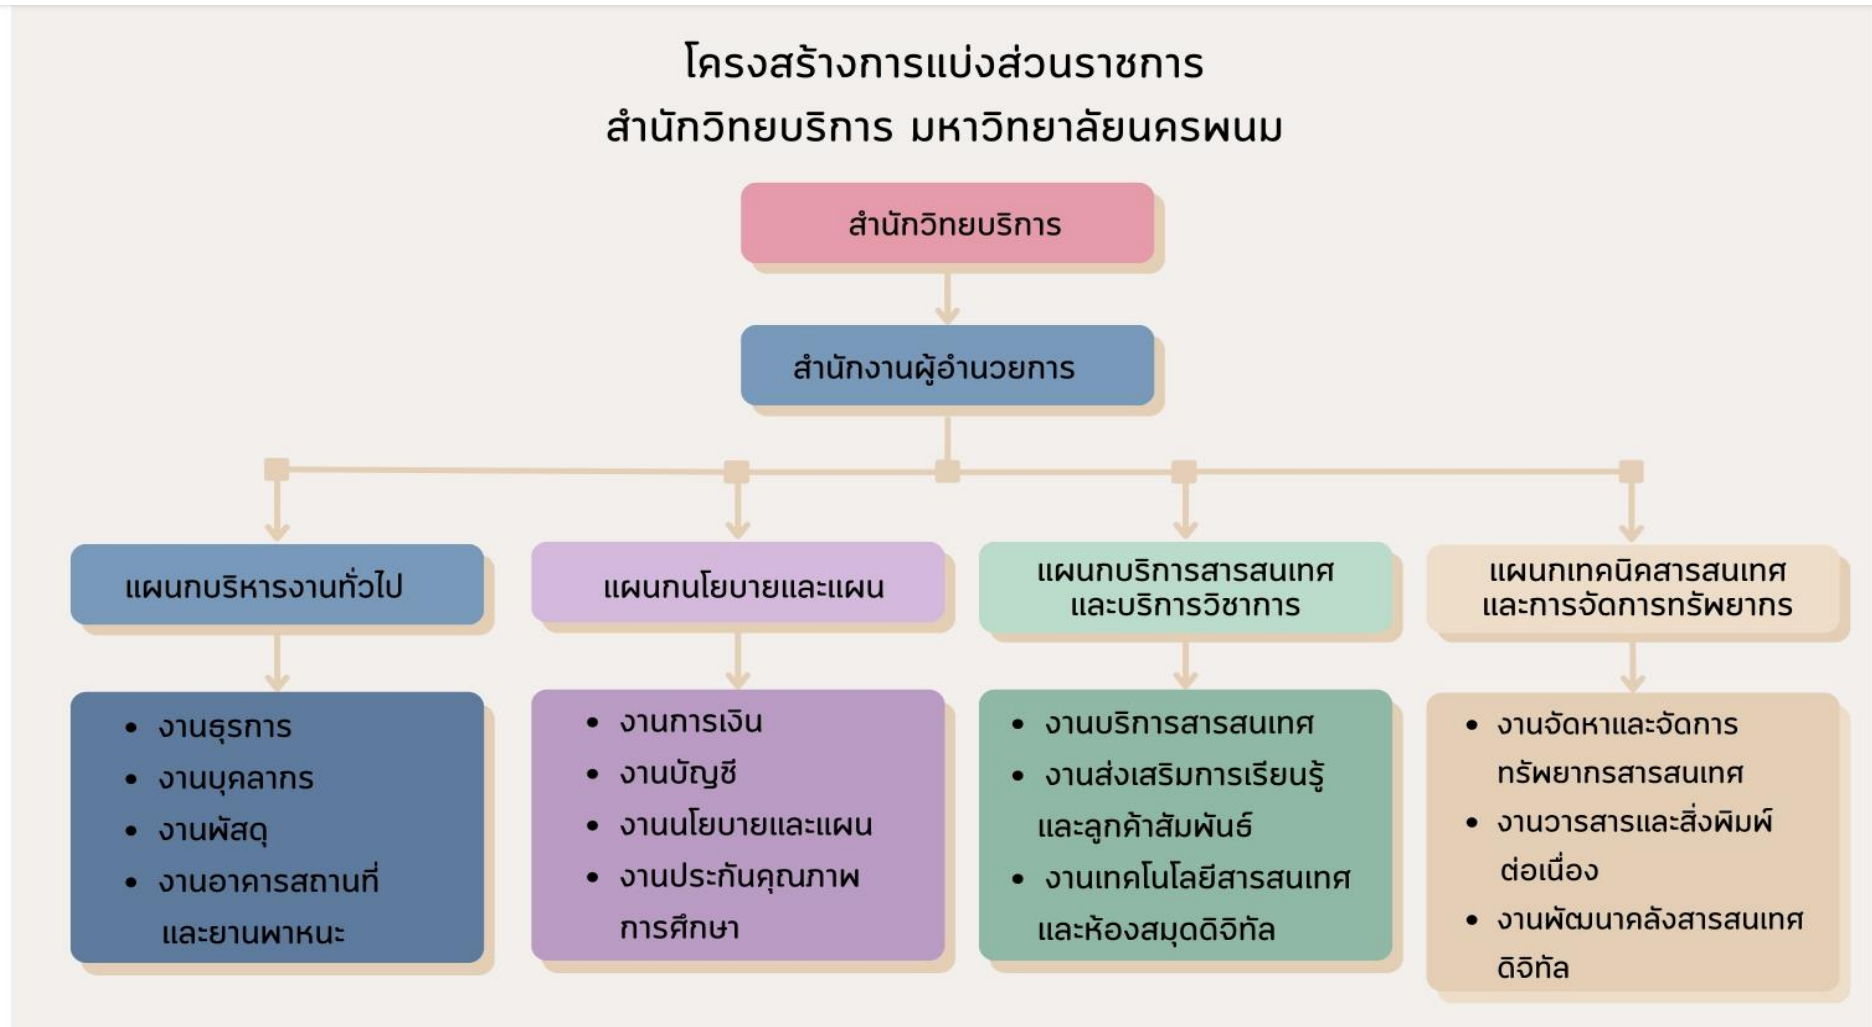 โครงสร้างการแบ่งส่วนราชการ
สำนักวิทยบริการ มหาวิทยาลัยนครพนม
สำนักวิทยบริการ
สำนักงานผู้อำนวยการ
แผนกบริหารงานทั่วไป
• งานธุรการ
• งานบุคลากร
• งานพัสดุ
• งานอาคารสถานที่
และยานพาหนะ
แผนกนโยบายและแผน
• งานการเงิน
• งานบัญชี
• งานนโยบายและแผน
• งานประกันคุณภาพ
การศึกษา
แผนกบริการสารสนเทศ
และบริการวิชาการ
• งานบริการสารสนเทศ
• งานส่งเสริมการเรียนรู้
และลูกค้าสัมพันธ์
• งานเทคโนโลยีสารสนเทศ
และห้องสมุดดิจิทัล
แผนกเทคนิคสารสนเทศ
และการจัดการทรัพยากร
• งานจัดหาและจัดการ
ทรัพยากรสารสนเทศ
• งานวารสารและสิ่งพิมพ์
ต่อเนื่อง
• งานพัฒนาคลังสารสนเทศ
ดิจิทัล